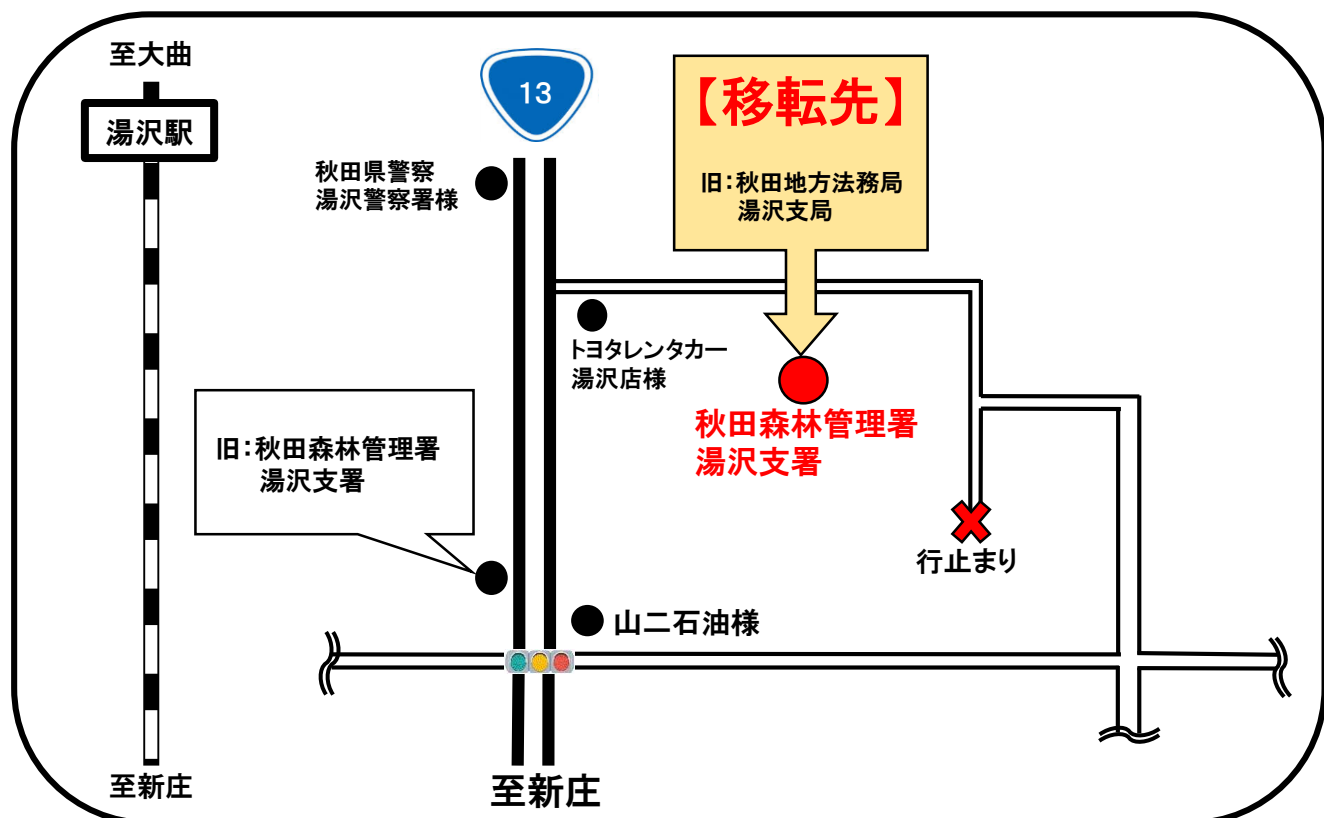 至大曲
湯沢駅
至新庄
13
秋田県警察
湯沢警察署様
【移転先】
旧：秋田地方法務局
湯沢支局
トヨタレンタカー
湯沢店様
秋田森林管理署
湯沢支署
旧：秋田森林管理署
湯沢支署
行止まり
山二石油様
至新庄